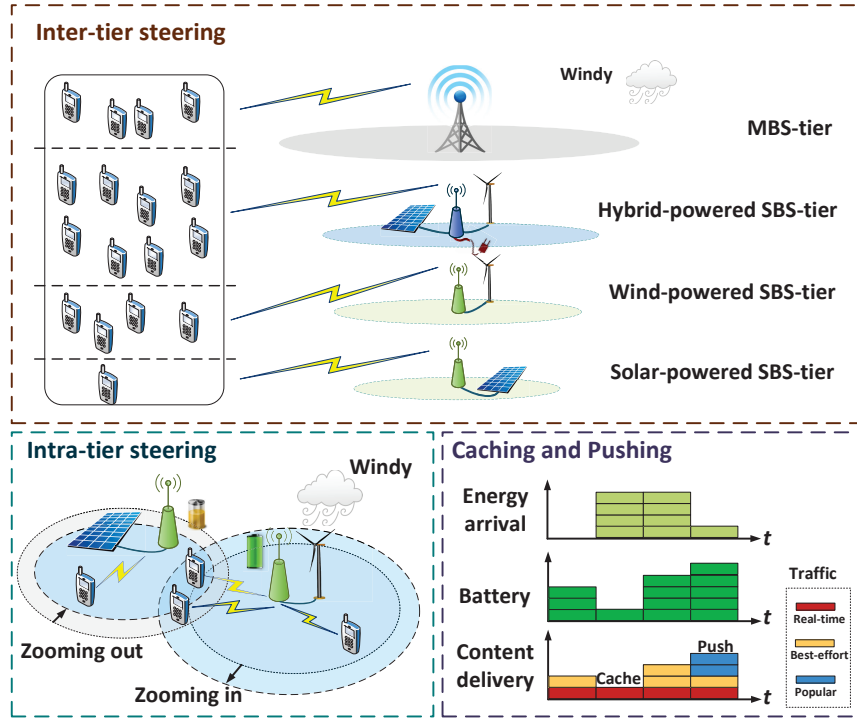 Inter-tier steering
Windy
MBS-tier
Hybrid-powered SBS-tier
Wind-powered SBS-tier
Solar-powered SBS-tier
Intra-tier steering
Windy
Zooming out
Zooming in
Caching and Pushing
Energy
arrival
t
Battery
t
Content
delivery
Cache
Push
t
Traffic
Real-time
Best-effort
Popular